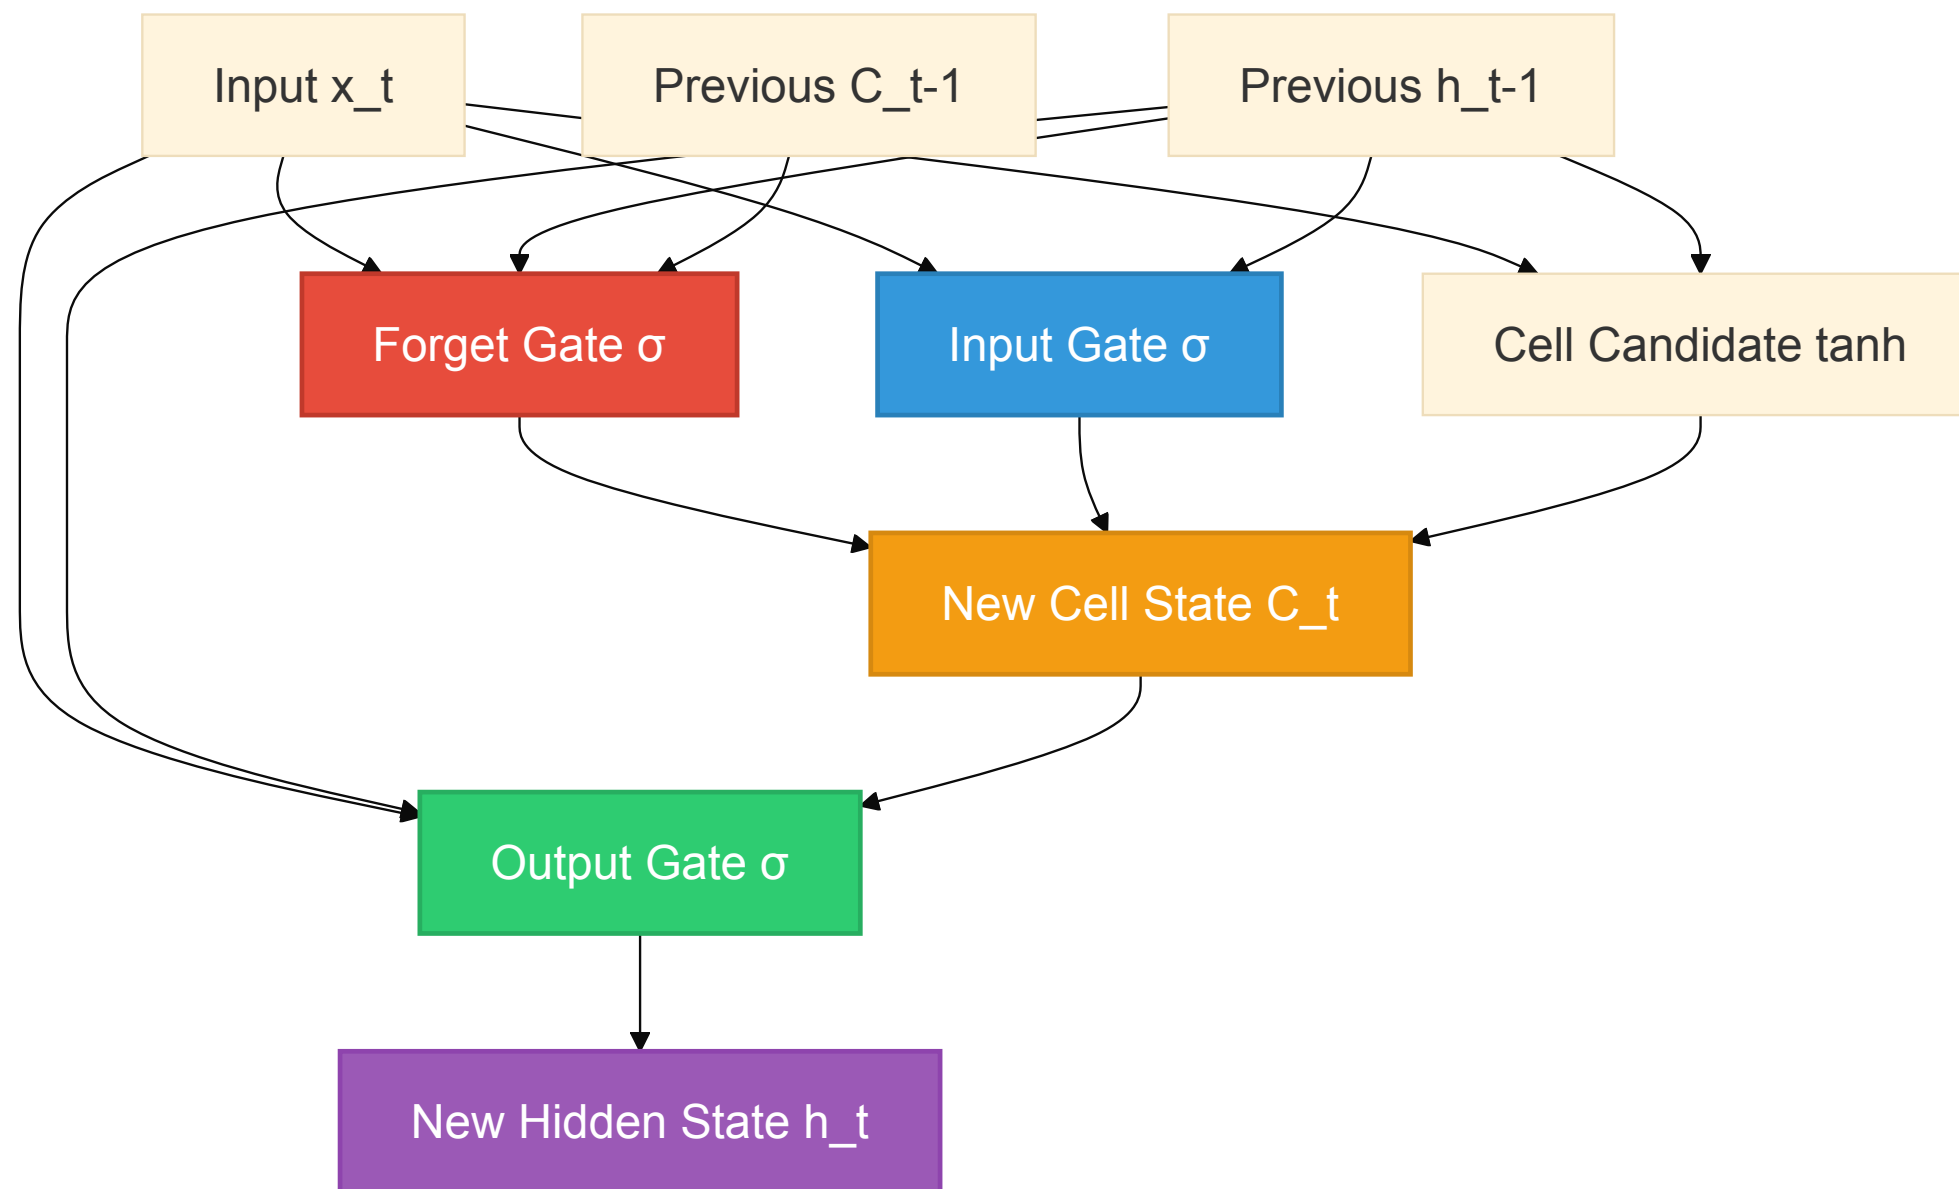 Input x_t
Previous C_t-1
Previous h_t-1
Forget Gate σ
Input Gate σ
Cell Candidate tanh
New Cell State C_t
Output Gate σ
New Hidden State h_t